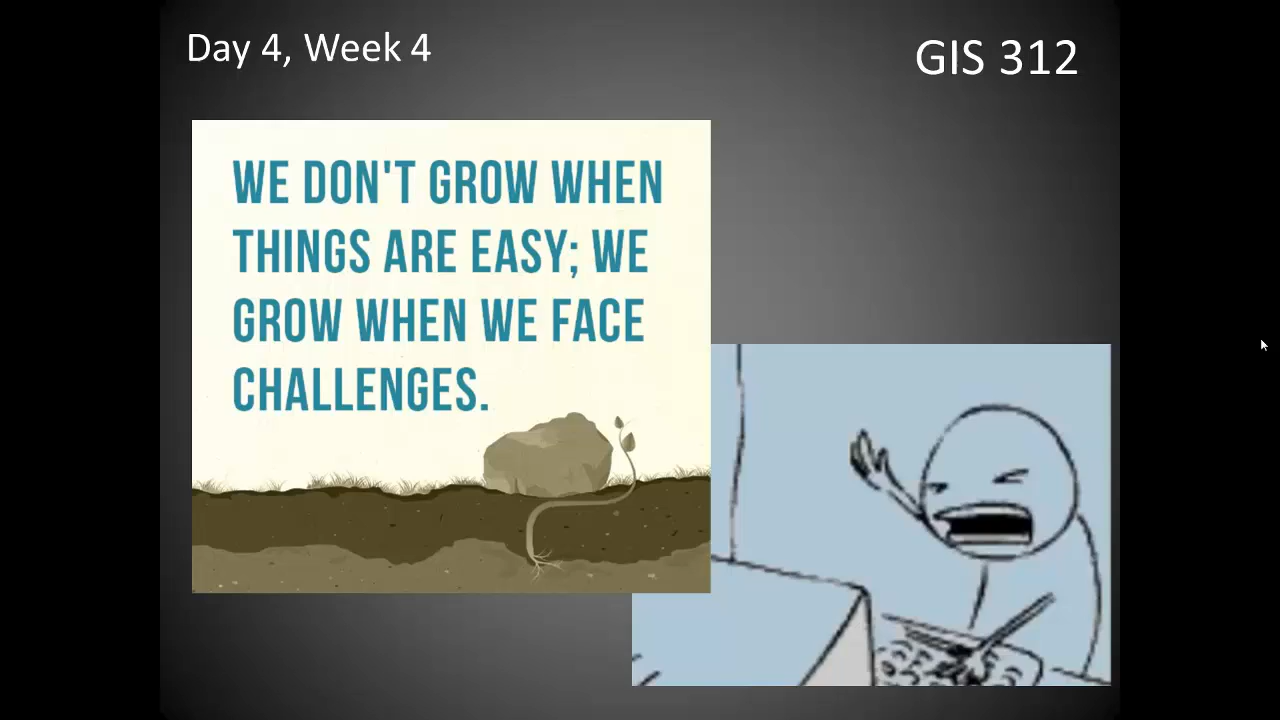 Day 4, Week 4
GIS 312
WE DON'T GROW WHEN
THINGS ARE EASY; WE
GROW WHEN WE FACE
CHALLENGES.